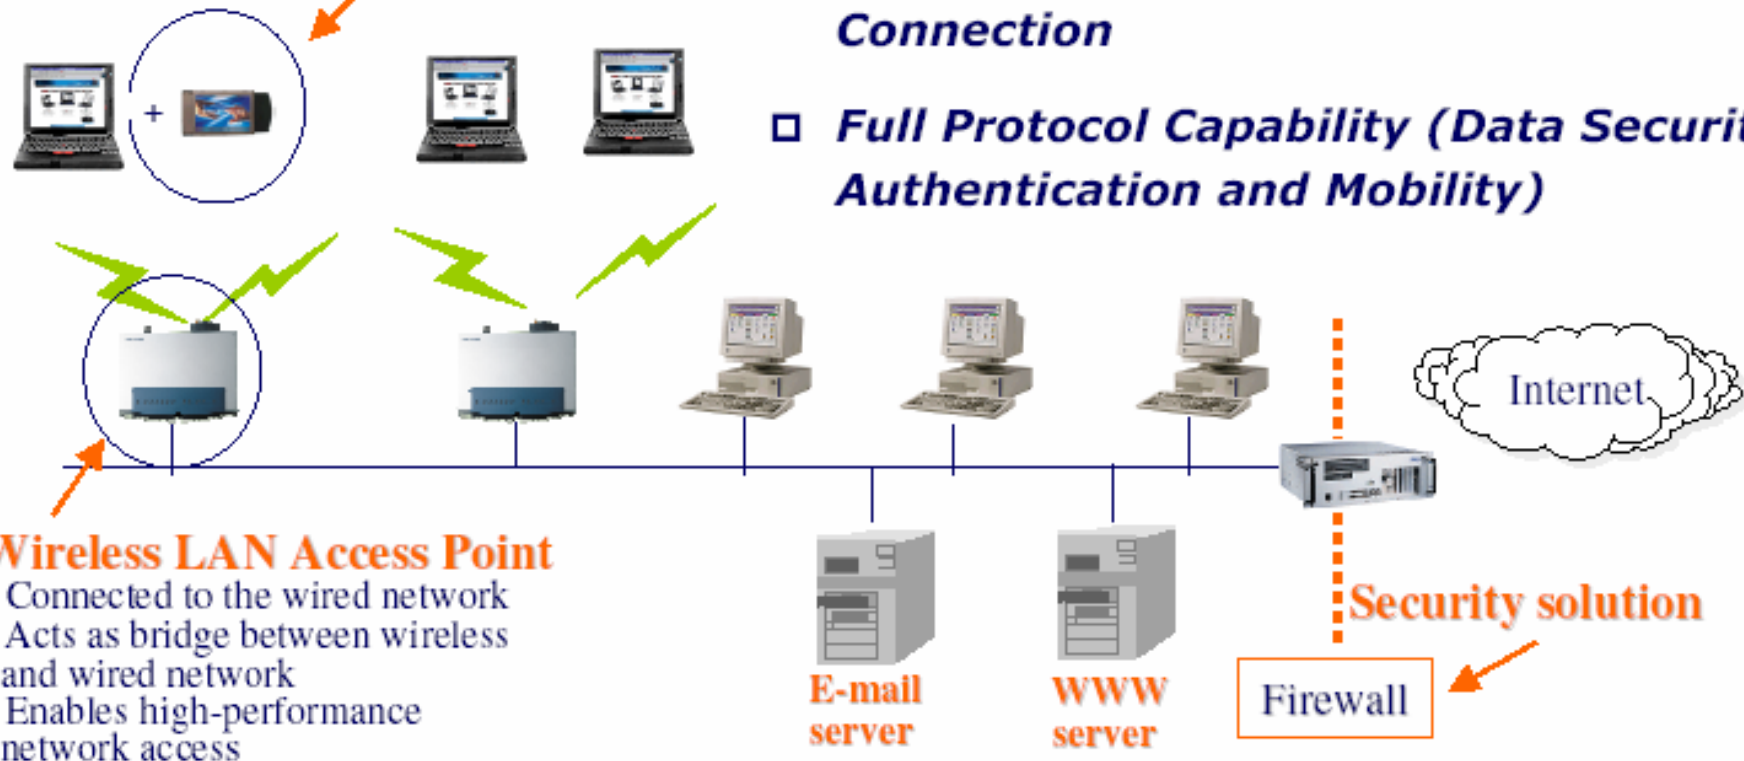 Connection
Full Protocol Capability (Data Securit
Authentication and Mobility)
+
Internet
Wireless LAN Access Point
Connected to the wired network
Acts as bridge between wireless
and wired network
Enables high-performance
network access
E-mail
server
WWW
server
Security solution
Firewall